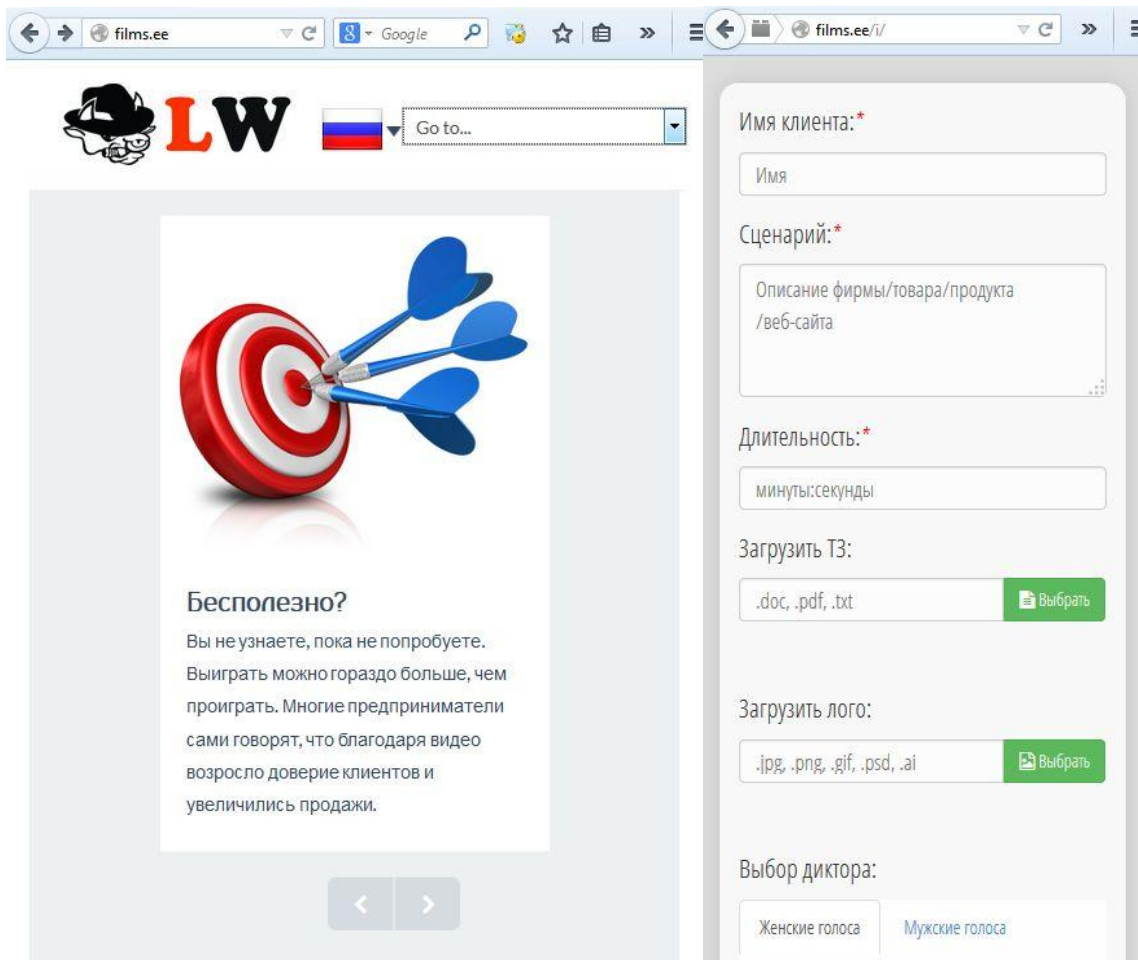 films.ee
Google
LW
Go to...
Бесполезно?
Вы не узнаете, пока не попробуете.
Выиграть можно гораздо больше, чем
проиграть. Многие предприниматели
сами говорят, что благодаря видео
возросло доверие клиентов и
увеличились продажи.
films.ee/i/
Имя клиента:*
Имя
Сценарий:*
Описание фирмы/товара/продукта
/веб-сайта
Длительность:*
минуты:секунды
Загрузить ТЗ:
.doc, .pdf, .txt
Выбрать
Загрузить лого:
.jpg, .png, .gif, .psd, .ai
Выбрать
Выбор диктора:
Женские голоса
Мужские голоса